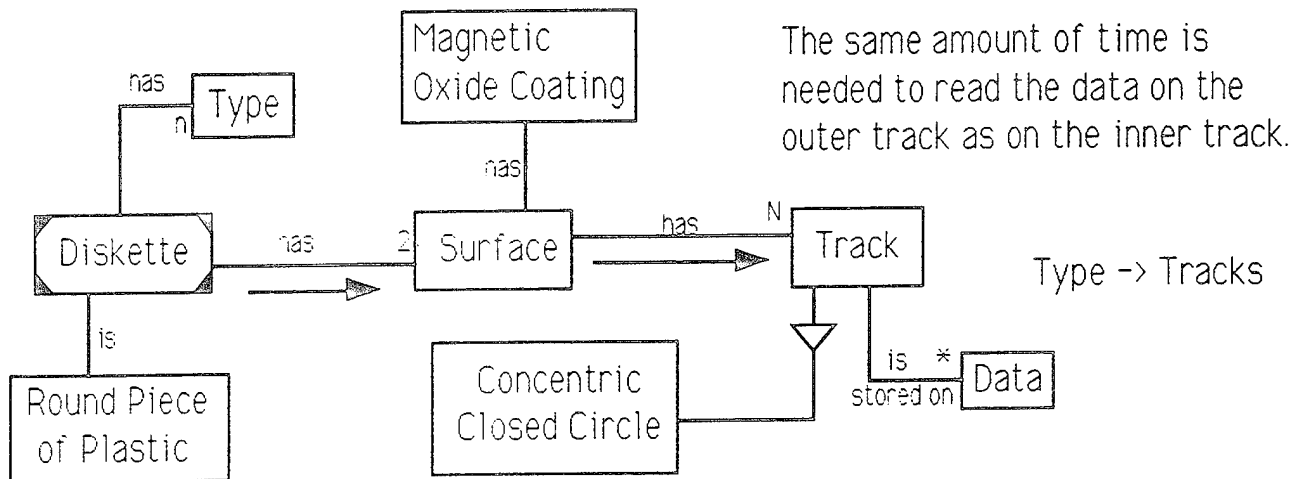 Magnetic
Oxide Coating
The same amount of time is
needed to read the data on the
outer track as on the inner track.
has
n
Type
has
Diskette
has
2
Surface
has
N
Track
Type -> Tracks
is
Round Piece
of Plastic
Concentric
Closed Circle
is
*
stored on
Data